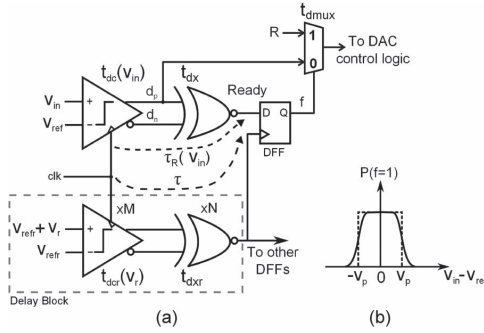 t_dmux
R
1
0
To DAC
control logic
t_dc(v_in)
t_dx
Ready
v_in
+
d_p
v_ref
-
d_n
D Q
f
DFF
τ_R( V_in)
τ
clk
xM
xN
v_refr + v_r
+
v_refr
-
t_dcr(v_r)
t_dxr
To other
DFFs
Delay Block
P(f=1)
-v_p 0 v_p v_in-v_re
(a)
(b)